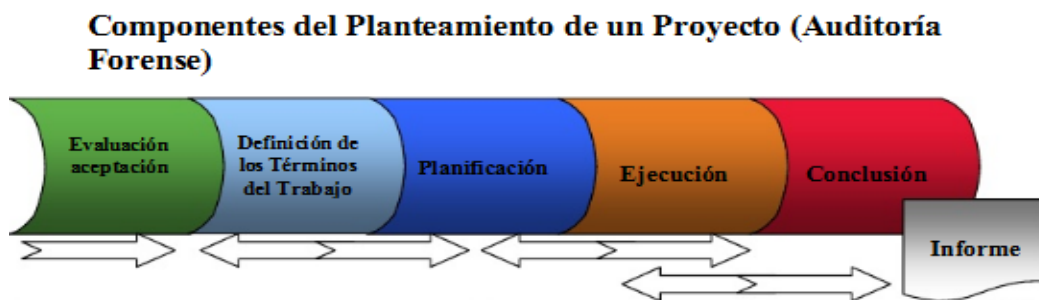 Componentes del Planteamiento de un Proyecto (Auditoría
Forense)
Evaluación
aceptación
Definición de
los Términos
del Trabajo
Planificación
Ejecución
Conclusión
Informe